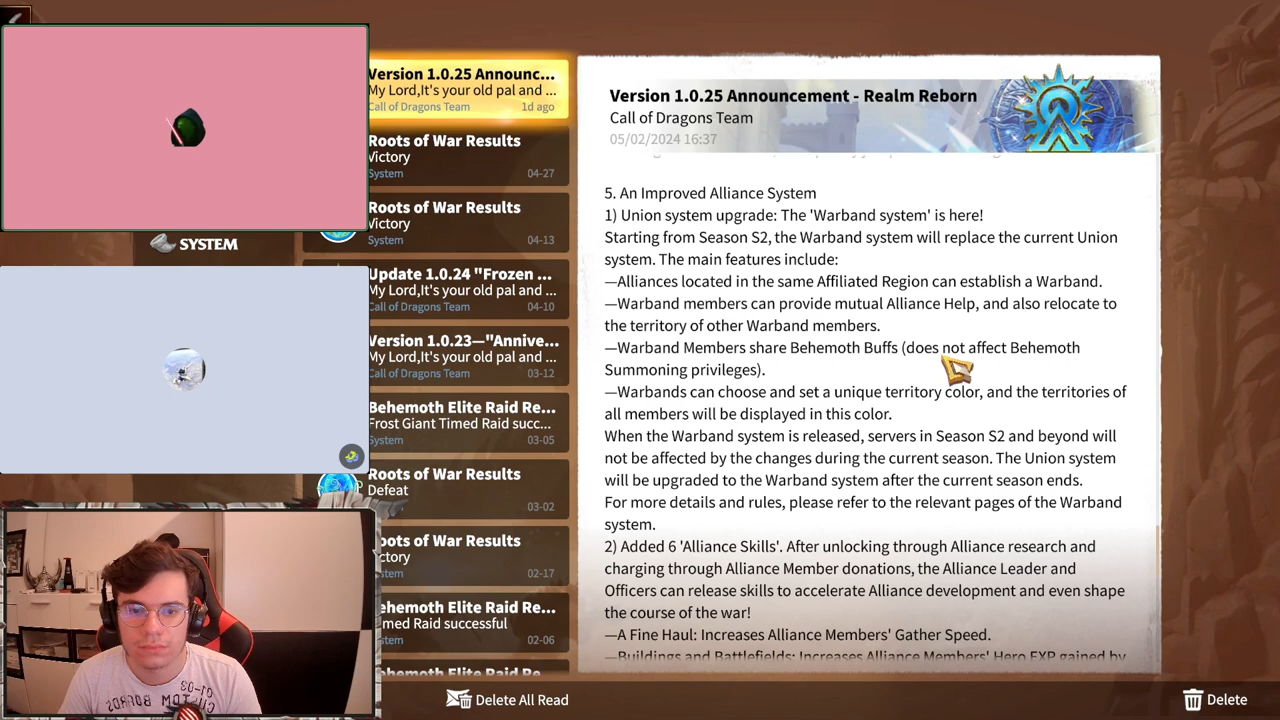 Version 1.0.25 Announc...
My Lord,It's your old pal and ...
Call of Dragons Team 1d ago
Roots of War Results
Victory
System 04-27
Roots of War Results
Victory
System 04-13
SYSTEM
Update 1.0.24 "Frozen ...
My Lord,It's your old pal and ...
Call of Dragons Team 04-10
Version 1.0.23—"Annive...
My Lord,It's your old pal and ...
Call of Dragons Team 03-12
Behemoth Elite Raid Re...
Frost Giant Timed Raid succ...
System 03-05
Roots of War Results
Defeat
03-02
oots of War Results
ctory
stem 02-17
ehemoth Elite Raid Re...
med Raid successful
stem 02-06
ehemoth Elite Raid Re
Delete All Read
Version 1.0.25 Announcement - Realm Reborn
Call of Dragons Team
05/02/2024 16:37
5. An Improved Alliance System
1) Union system upgrade: The 'Warband system' is here!
Starting from Season S2, the Warband system will replace the current Union
system. The main features include:
—Alliances located in the same Affiliated Region can establish a Warband.
—Warband members can provide mutual Alliance Help, and also relocate to
the territory of other Warband members.
—Warband Members share Behemoth Buffs (does not affect Behemoth
Summoning privileges).
—Warbands can choose and set a unique territory color, and the territories of
all members will be displayed in this color.
When the Warband system is released, servers in Season S2 and beyond will
not be affected by the changes during the current season. The Union system
will be upgraded to the Warband system after the current season ends.
For more details and rules, please refer to the relevant pages of the Warband
system.
2) Added 6 'Alliance Skills'. After unlocking through Alliance research and
charging through Alliance Member donations, the Alliance Leader and
Officers can release skills to accelerate Alliance development and even shape
the course of the war!
—A Fine Haul: Increases Alliance Members' Gather Speed.
—Buildings and Battlefields: Increases Alliance Members' Hero EXP gained by
Delete